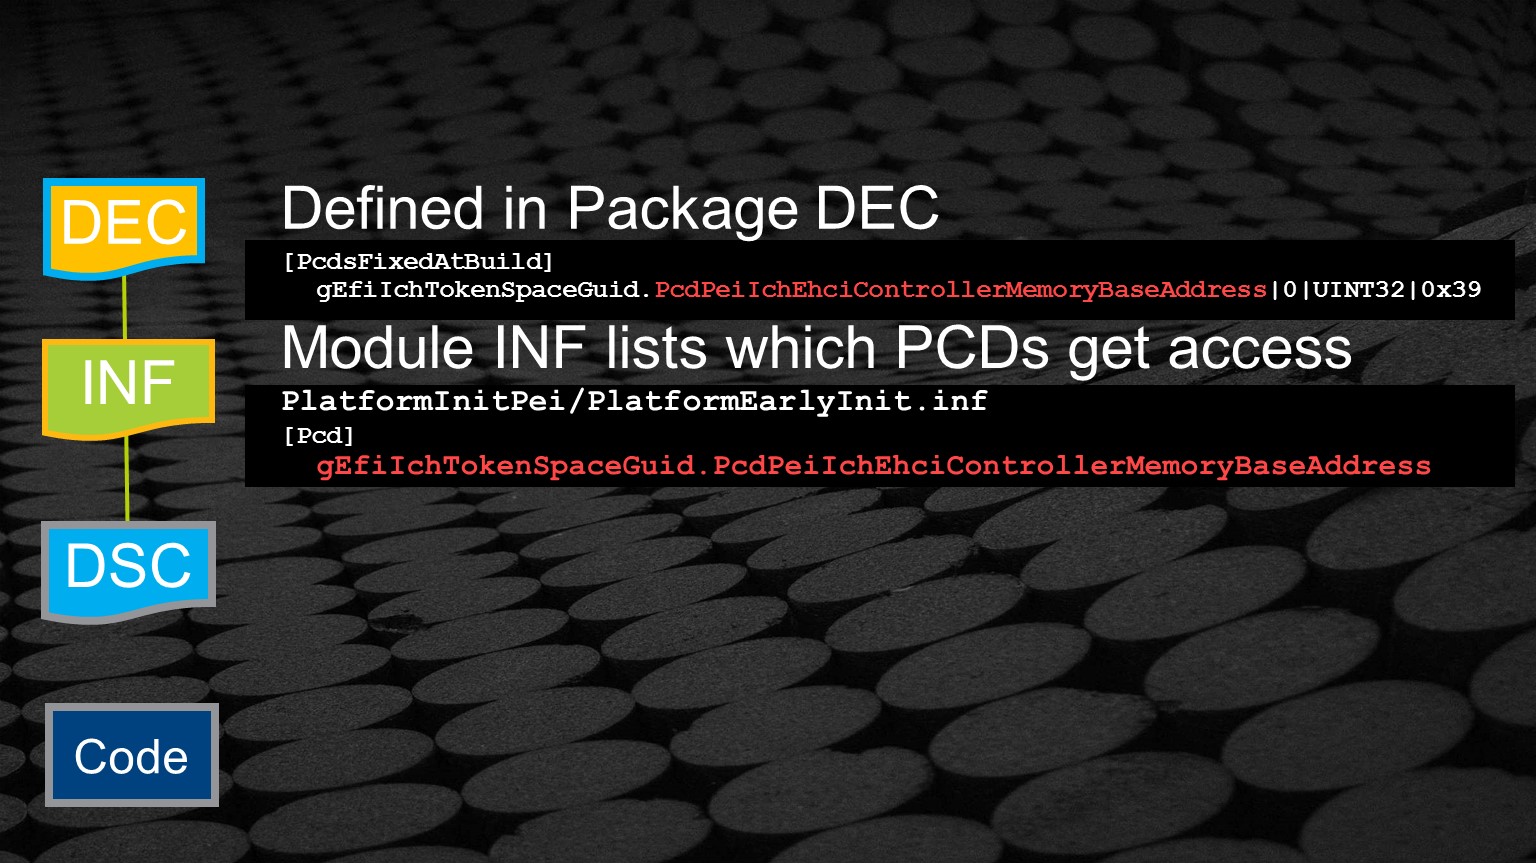 DEC
Defined in Package DEC
[PcdsFixedAtBuild]
gEfiIchTokenSpaceGuid.PcdPeiIchEhciControllerMemoryBaseAddress|0|UINT32|0x39
INF
Module INF lists which PCDs get access
PlatformInitPei/PlatformEarlyInit.inf
[Pcd]
gEfiIchTokenSpaceGuid.PcdPeiIchEhciControllerMemoryBaseAddress
DSC
Code